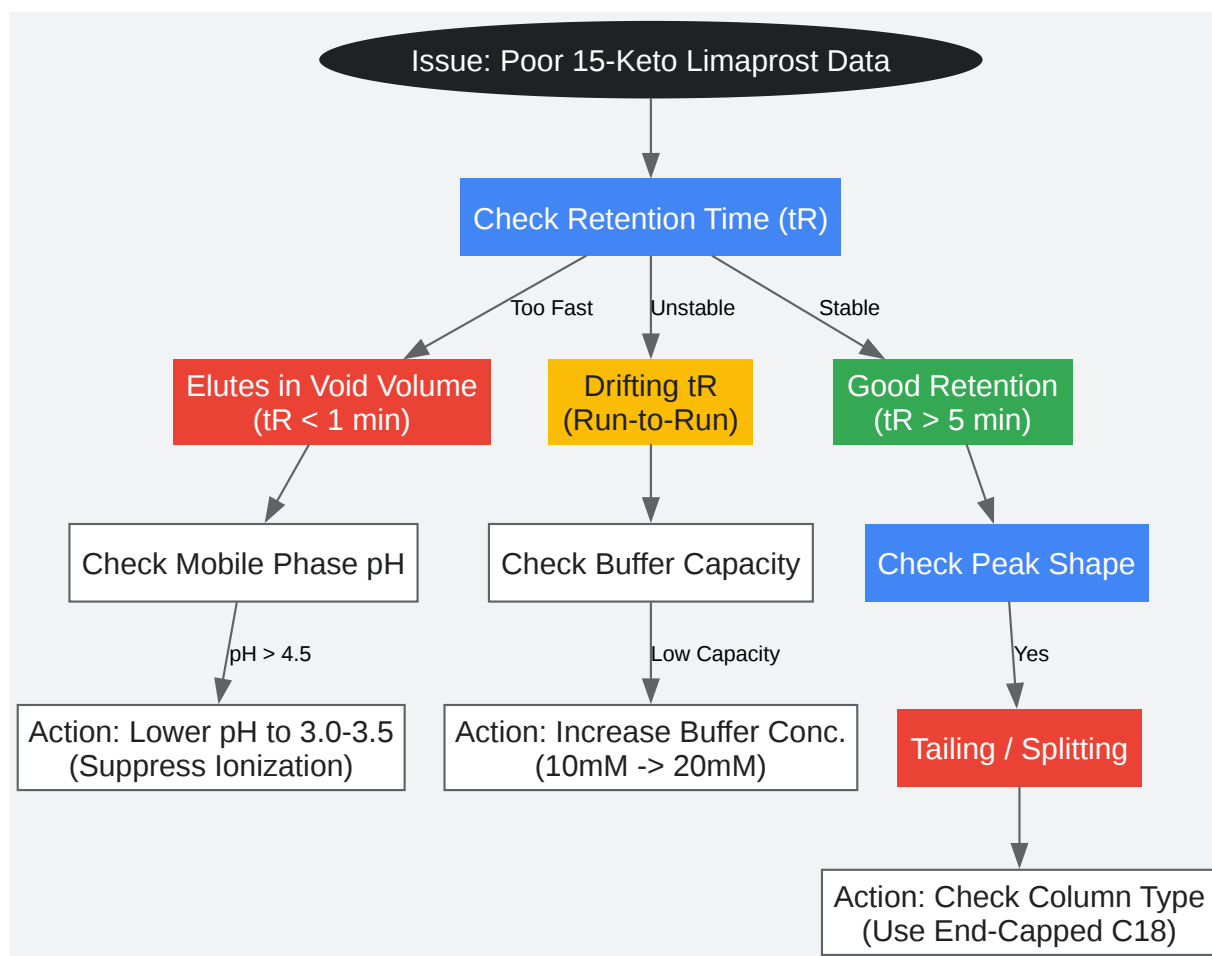 Issue: Poor 15-Keto Limaprost Data
Check Retention Time (tR)
Too Fast
Unstable
Stable
Elutes in Void Volume
(tR < 1 min)
Drifting tR
(Run-to-Run)
Good Retention
(tR > 5 min)
Check Mobile Phase pH
Check Buffer Capacity
Check Peak Shape
pH > 4.5
Low Capacity
Yes
Action: Lower pH to 3.0-3.5
(Suppress Ionization)
Action: Increase Buffer Conc.
(10mM -> 20mM)
Tailing / Splitting
Action: Check Column Type
(Use End-Capped C18)